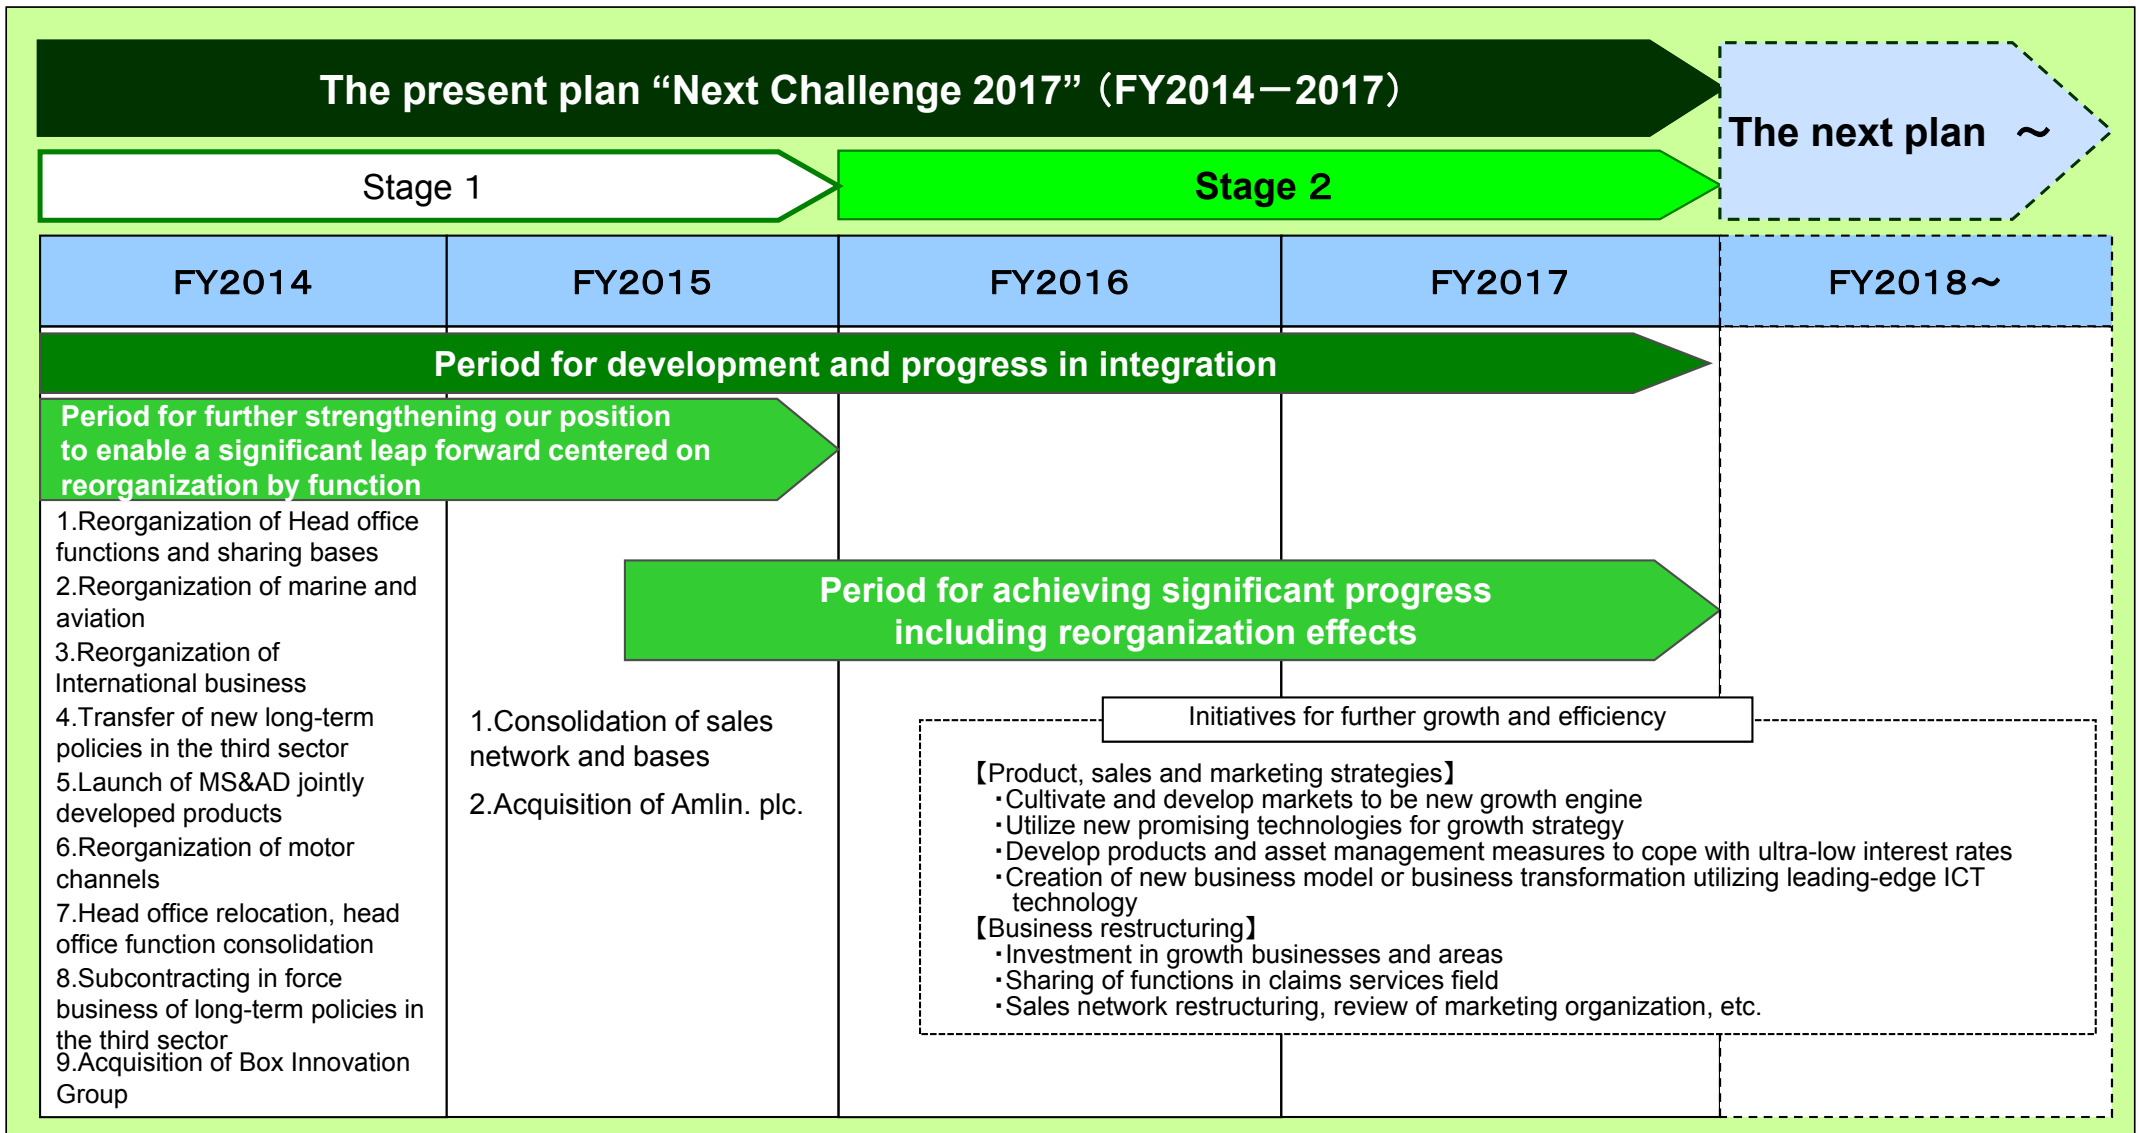 The present plan “Next Challenge 2017”（FY2014－2017）
The next plan ～
Stage 1
Stage 2
FY2014
FY2015
FY2016
FY2017
FY2018～
Period for development and progress in integration
Period for further strengthening our position
to enable a significant leap forward centered on
reorganization by function
1.Reorganization of Head office
functions and sharing bases
2.Reorganization of marine and
aviation
3.Reorganization of
International business
4.Transfer of new long-term
policies in the third sector
5.Launch of MS&AD jointly
developed products
6.Reorganization of motor
channels
7.Head office relocation, head
office function consolidation
8.Subcontracting in force
business of long-term policies in
the third sector
9.Acquisition of Box Innovation
Group
1.Consolidation of sales
network and bases
2.Acquisition of Amlin. plc.
Period for achieving significant progress
including reorganization effects
Initiatives for further growth and efficiency
【Product, sales and marketing strategies】
・Cultivate and develop markets to be new growth engine
・Utilize new promising technologies for growth strategy
・Develop products and asset management measures to cope with ultra-low interest rates
・Creation of new business model or business transformation utilizing leading-edge ICT
technology
【Business restructuring】
・Investment in growth businesses and areas
・Sharing of functions in claims services field
・Sales network restructuring, review of marketing organization, etc.